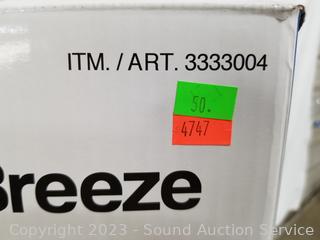 ITM. / ART. 3333004
50.
4747
Breeze
Copyright 2023 - Sound Auction Service